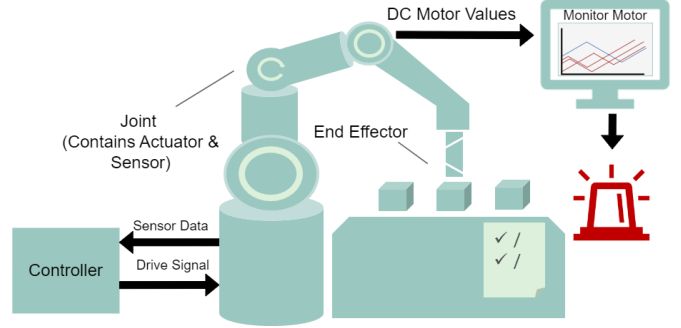 DC Motor Values
Monitor Motor
Joint
(Contains Actuator &
Sensor)
End Effector
Sensor Data
Drive Signal
Controller
✓ /
✓ /